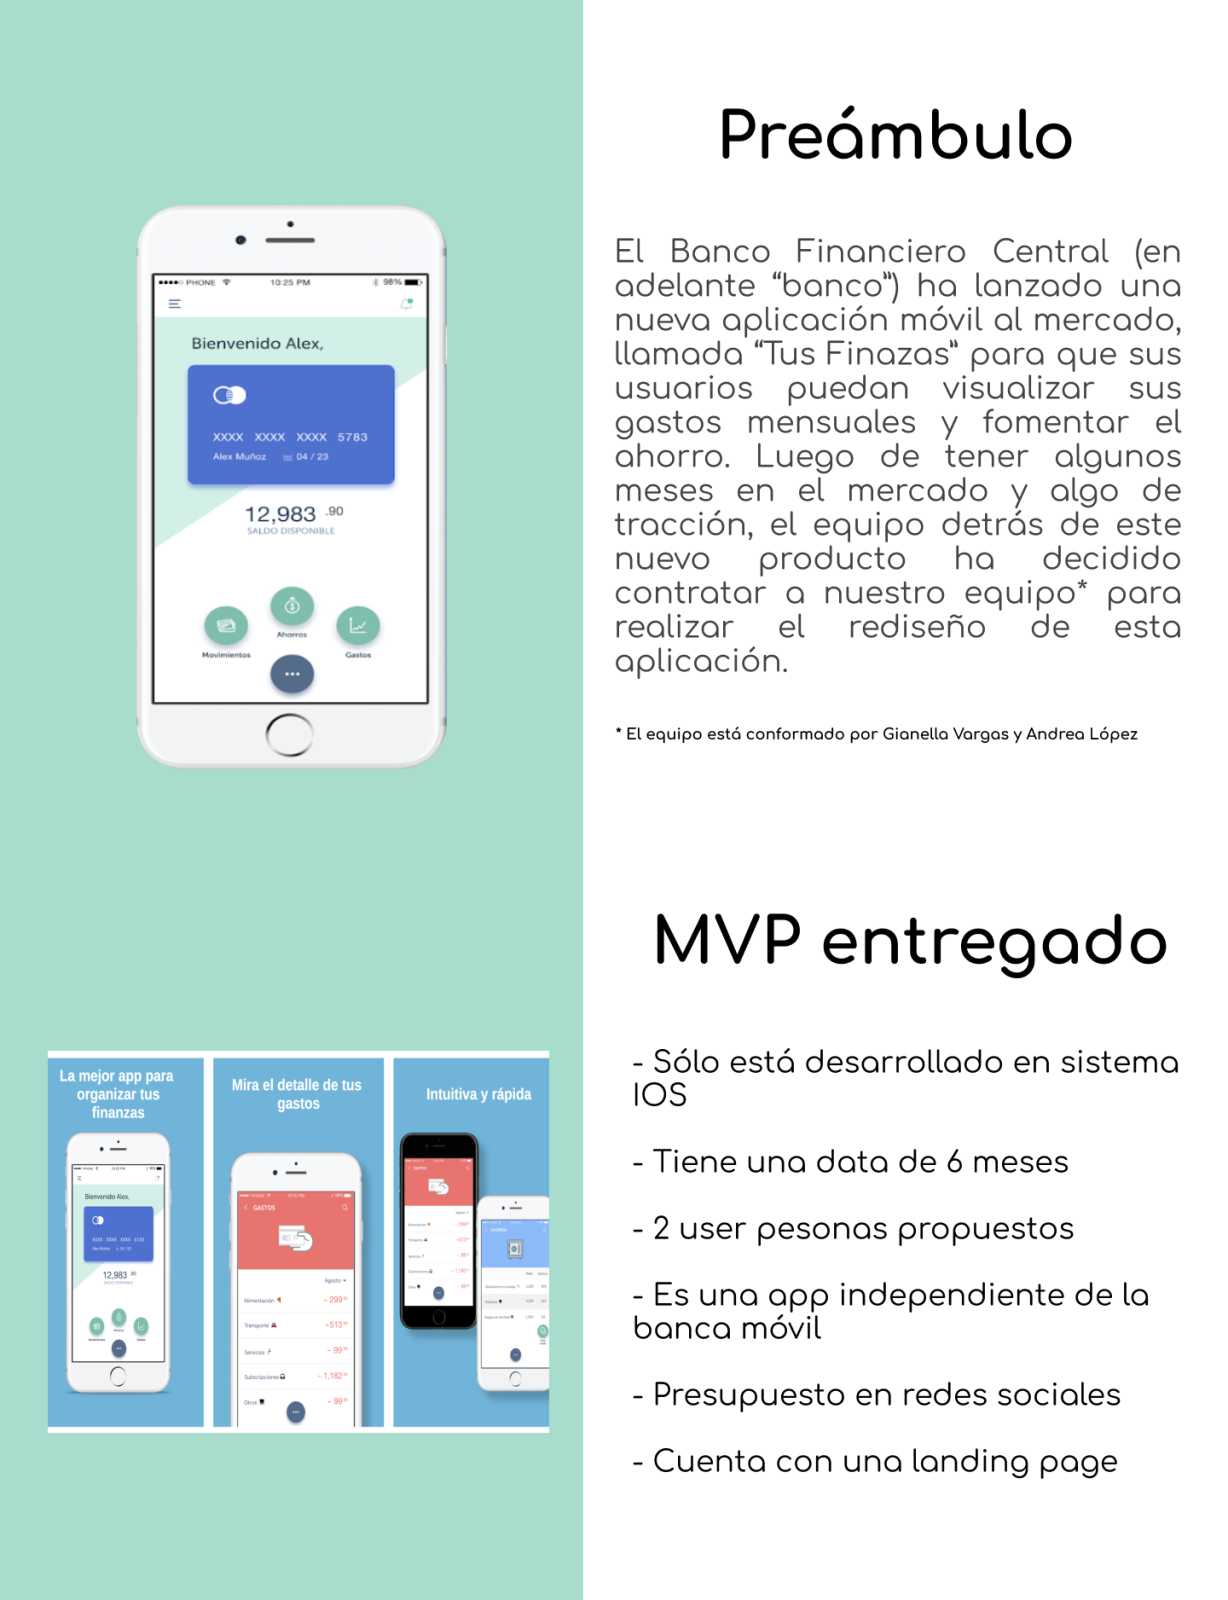 Preámbulo
El Banco Financiero Central (en
adelante “banco”) ha lanzado una
nueva aplicación móvil al mercado,
llamada “Tus Finazas” para que sus
usuarios puedan visualizar sus
gastos mensuales y fomentar el
ahorro. Luego de tener algunos
meses en el mercado y algo de
tracción, el equipo detrás de este
nuevo producto ha decidido
contratar a nuestro equipo* para
realizar el rediseño de esta
aplicación.
* El equipo está conformado por Gianella Vargas y Andrea López
PHONE 10:25 PM 98%
Bienvenido Alex,
XXXX XXXX XXXX 5783
Alex Muñoz 04 / 23
12,983 .90
SALDO DISPONIBLE
Ahorros
Movimientos
Gastos
MVP entregado
- Sólo está desarrollado en sistema
IOS
- Tiene una data de 6 meses
- 2 user pesonas propuestos
- Es una app independiente de la
banca móvil
- Presupuesto en redes sociales
- Cuenta con una landing page
La mejor app para
organizar tus
finanzas
Bienvenido Alex,
12,983
Mira el detalle de tus
gastos
GASTOS
Agosto
Alimentación - 299
Transporte -513
Servicios - 99
Subscripciones - 1,182
Otros - 99
Intuitiva y rápida
GASTOS